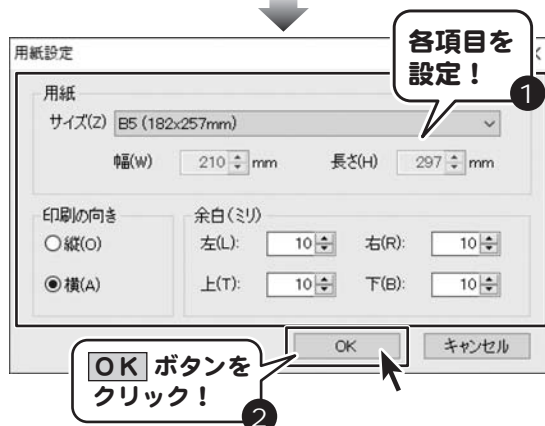 用紙設定
各項目を
設定！
1
用紙
サイズ(Z) B5 (182x257mm)
幅(W) 210 mm 長さ(H) 297 mm
印刷の向き
縦(O)
横(A)
余白(ミリ)
左(L): 10 右(R): 10
上(T): 10 下(B): 10
OK キャンセル
OK ボタンを
クリック！
2